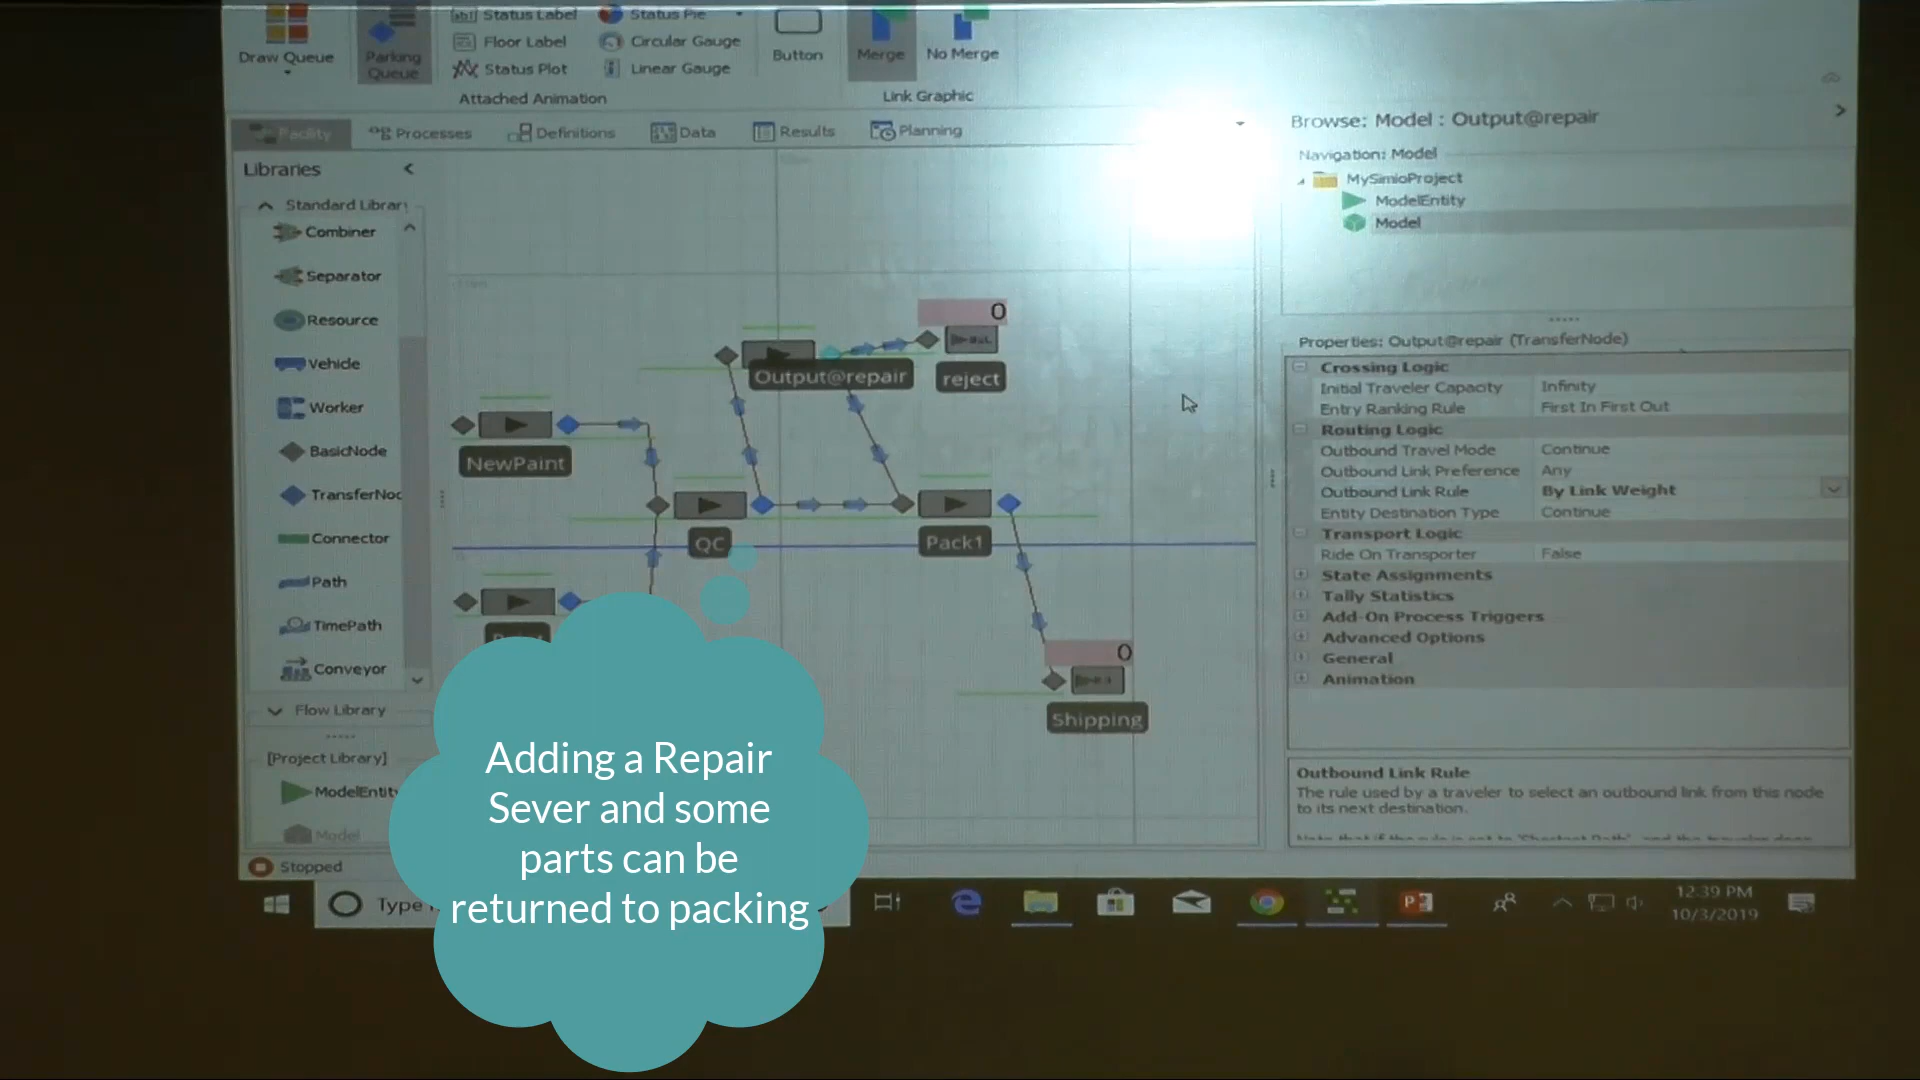 Draw Queue
Parking Queue
Status Label
Floor Label
Status Plot
Status Pie
Circular Gauge
Linear Gauge
Attached Animation
Button
Merge
No Merge
Link Graphic
Facility
Processes
Definitions
Data
Results
Planning
Libraries
Standard Library
Combiner
Separator
Resource
Vehicle
Worker
BasicNode
TransferNoc
Connector
Path
TimePath
Conveyor
Flow Library
[Project Library]
ModelEntit
Model
Stopped
NewPaint
QC
Output@repair
0
reject
Pack1
0
Shipping
Browse: Model : Output@repair
Navigation: Model
MySimioProject
ModelEntity
Model
Properties: Output@repair (TransferNode)
Crossing Logic
Initial Traveler Capacity Infinity
Entry Ranking Rule First In First Out
Routing Logic
Outbound Travel Mode Continue
Outbound Link Preference Any
Outbound Link Rule By Link Weight
Entity Destination Type Continue
Transport Logic
Ride On Transporter False
State Assignments
Tally Statistics
Add-On Process Triggers
Advanced Options
General
Animation
Outbound Link Rule
The rule used by a traveler to select an outbound link from this node
to its next destination.
Adding a Repair
Sever and some
parts can be
returned to packing
Type
12:39 PM
10/3/2019